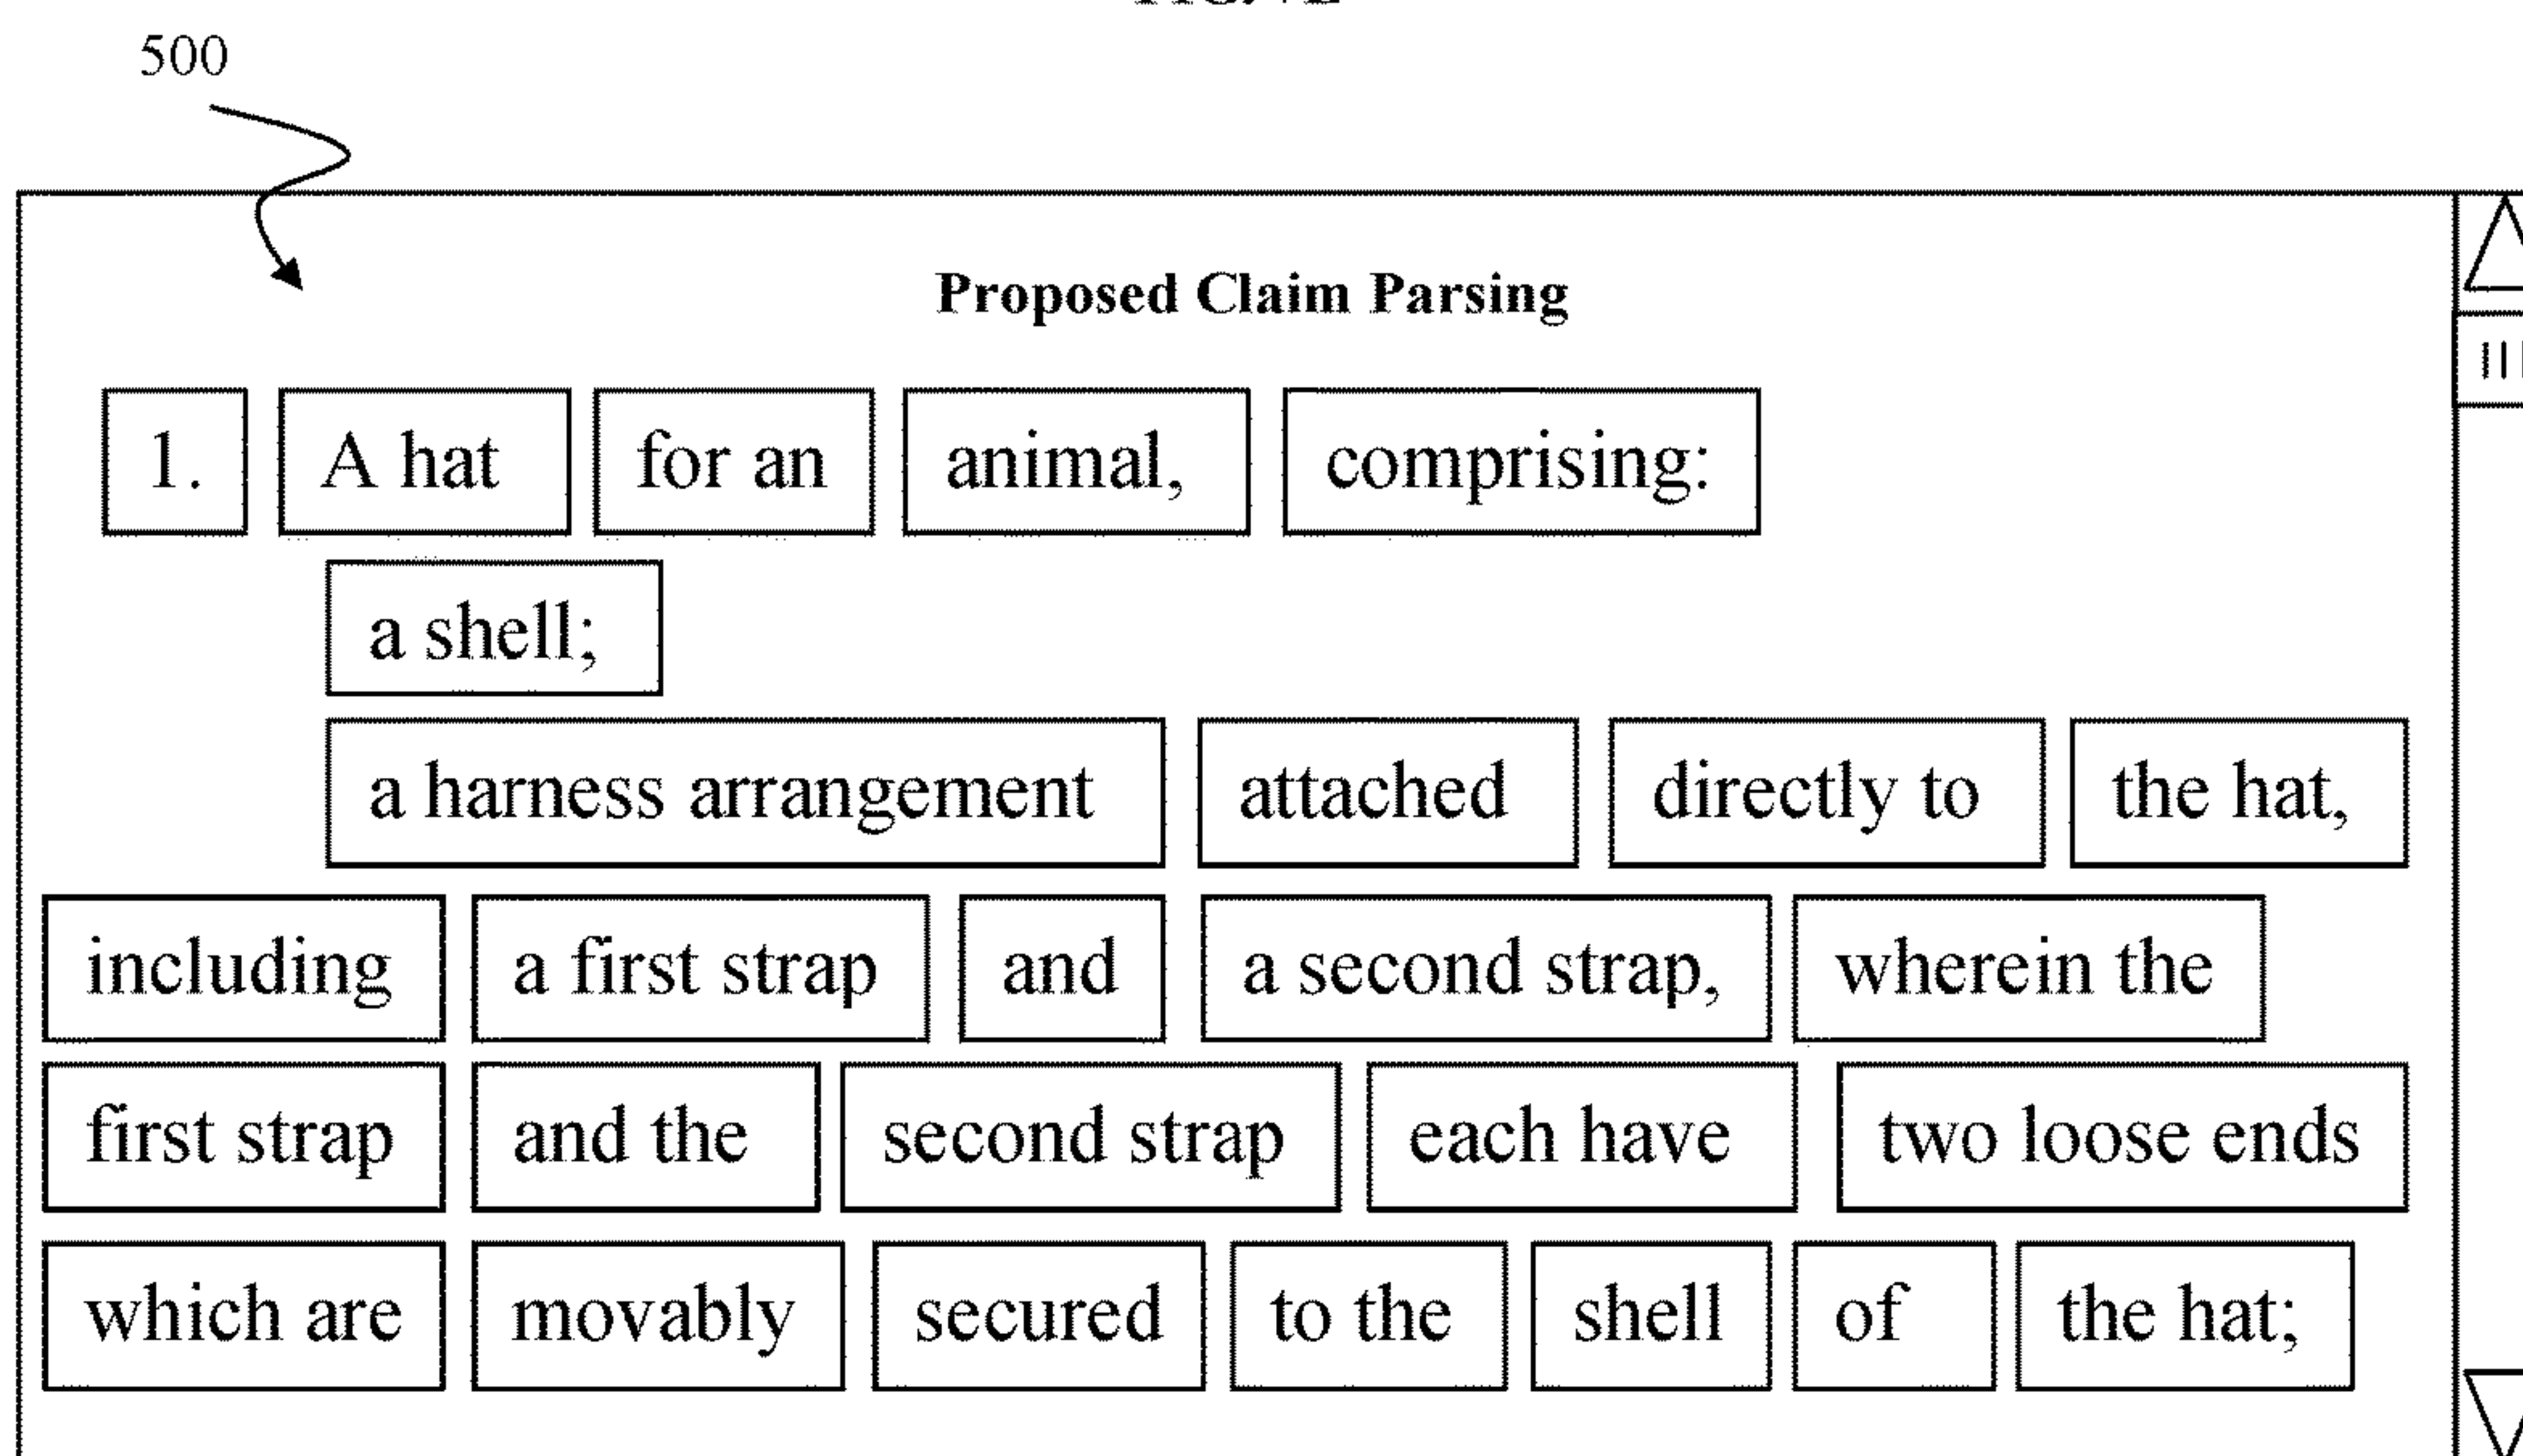 500
Proposed Claim Parsing
1. A hat for an animal, comprising:
a shell;
a harness arrangement attached directly to the hat,
including a first strap and a second strap, wherein the
first strap and the second strap each have two loose ends
which are movably secured to the shell of the hat;